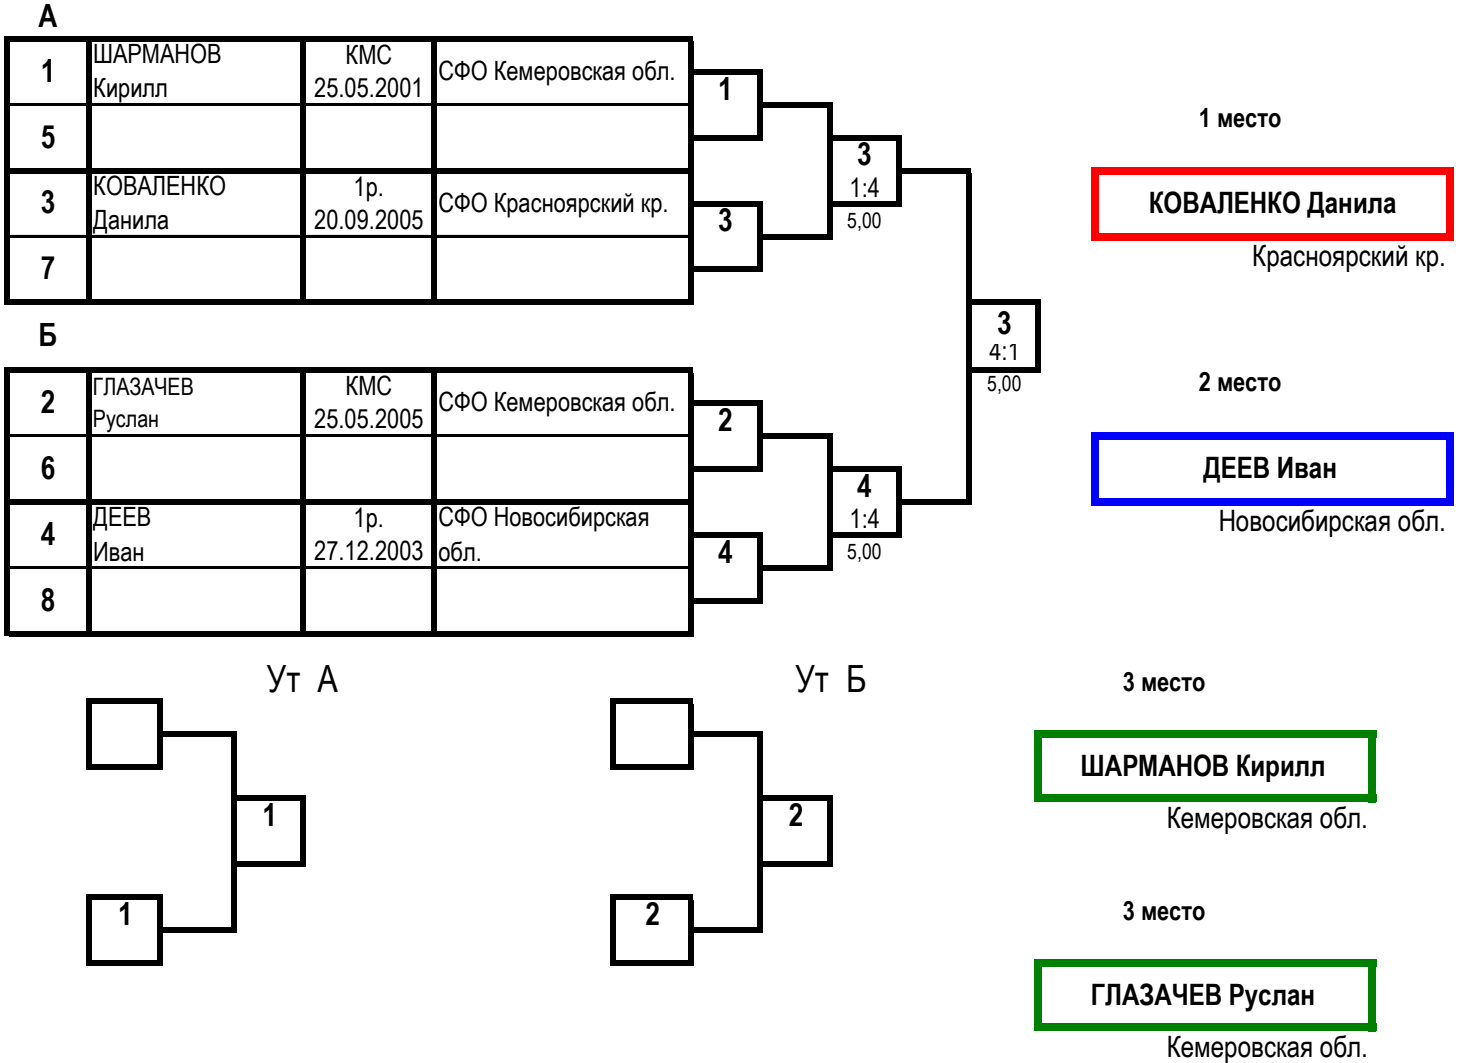 А
1
ШАРМАНОВ
Кирилл
КМС
25.05.2001
СФО Кемеровская обл.
5
3
КОВАЛЕНКО
Данила
1р.
20.09.2005
СФО Красноярский кр.
7
1
3
3
1:4
5,00
Б
2
ГЛАЗАЧЕВ
Руслан
КМС
25.05.2005
СФО Кемеровская обл.
6
4
ДЕЕВ
Иван
1р.
27.12.2003
СФО Новосибирская
обл.
8
2
4
4
1:4
5,00
3
4:1
5,00
1 место
КОВАЛЕНКО Данила
Красноярский кр.
2 место
ДЕЕВ Иван
Новосибирская обл.
Ут А
1
1
Ут Б
2
2
3 место
ШАРМАНОВ Кирилл
Кемеровская обл.
3 место
ГЛАЗАЧЕВ Руслан
Кемеровская обл.